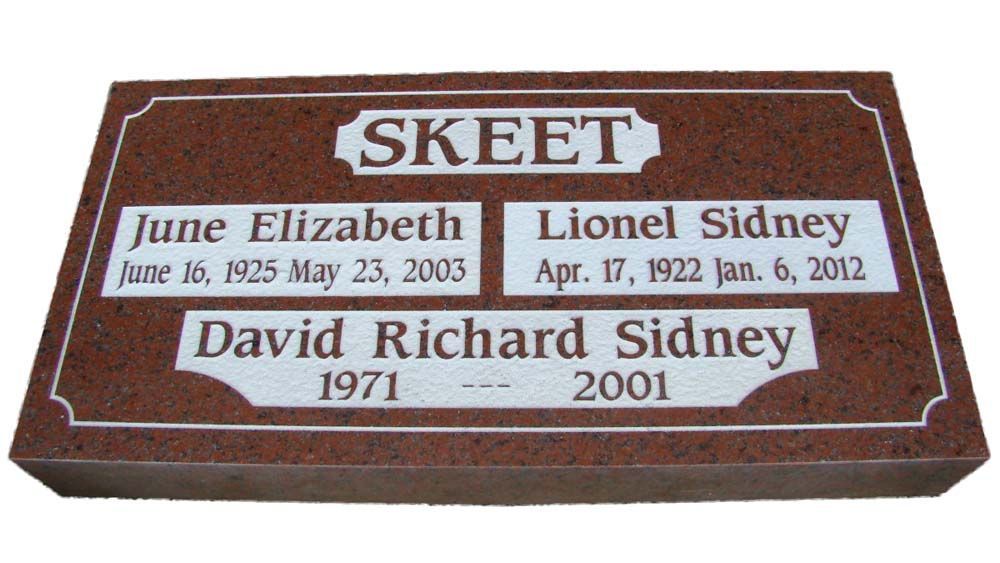 SKEET
June Elizabeth
June 16, 1925 May 23, 2003
Lionel Sidney
Apr. 17, 1922 Jan. 6, 2012
David Richard Sidney
1971 --- 2001